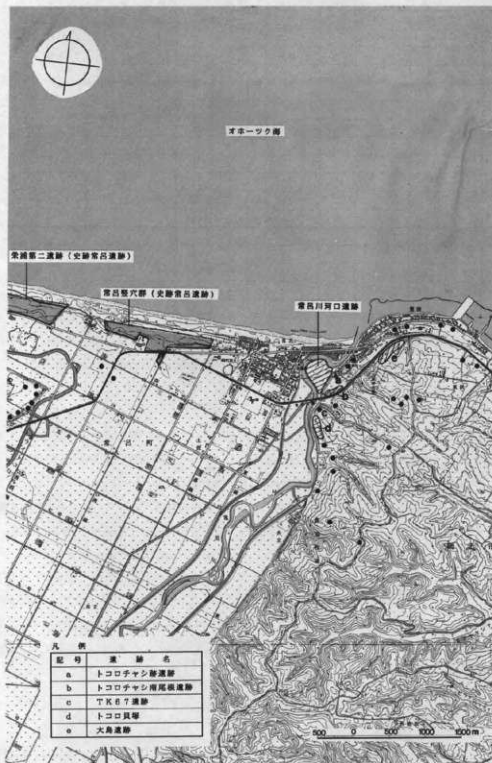 オホーツク海
栄浦第二遺跡（史跡常呂遺跡）
常呂竪穴群（史跡常呂遺跡）
常呂川河口遺跡
常呂町
凡例
記号 遺跡名
a トコロチャシ跡遺跡
b トコロチャシ南尾根遺跡
c TK67遺跡
d トコロ貝塚
e 大島遺跡
500 0 500 1000 1500m